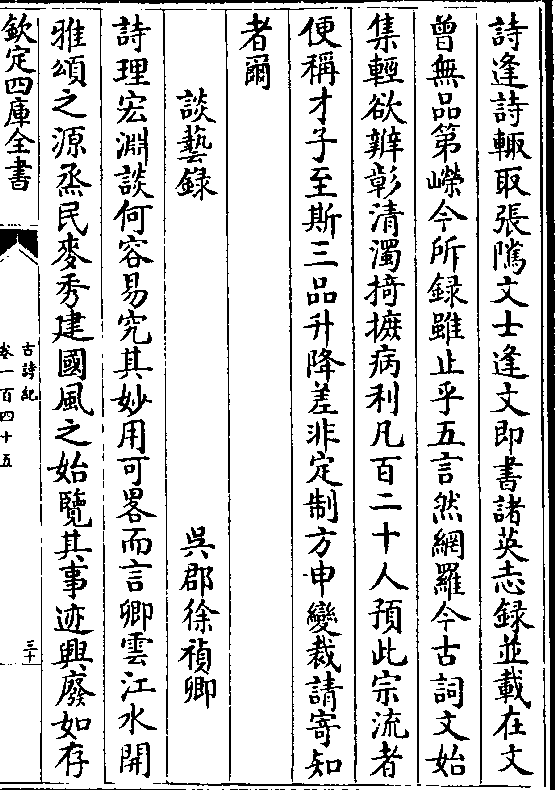 詩逢詩輙取張隲文士逢文即書諸英志録並載在文
曾無品第嶸今所録雖止乎五言然網羅今古詞文始
集輕欲辨彰清濁掎摭病利凡百二十人預此宗流者
便稱才子至斯三品升降差非定制方申變裁請寄知
者爾
談藝録
吳郡徐禎卿
詩理宏淵談何容易究其妙用可畧而言卿雲江水開
雅頌之源烝民麥秀建國風之始覽其事迹興廢如存
欽定四庫全書
古詩紀
卷一百四十五
三十